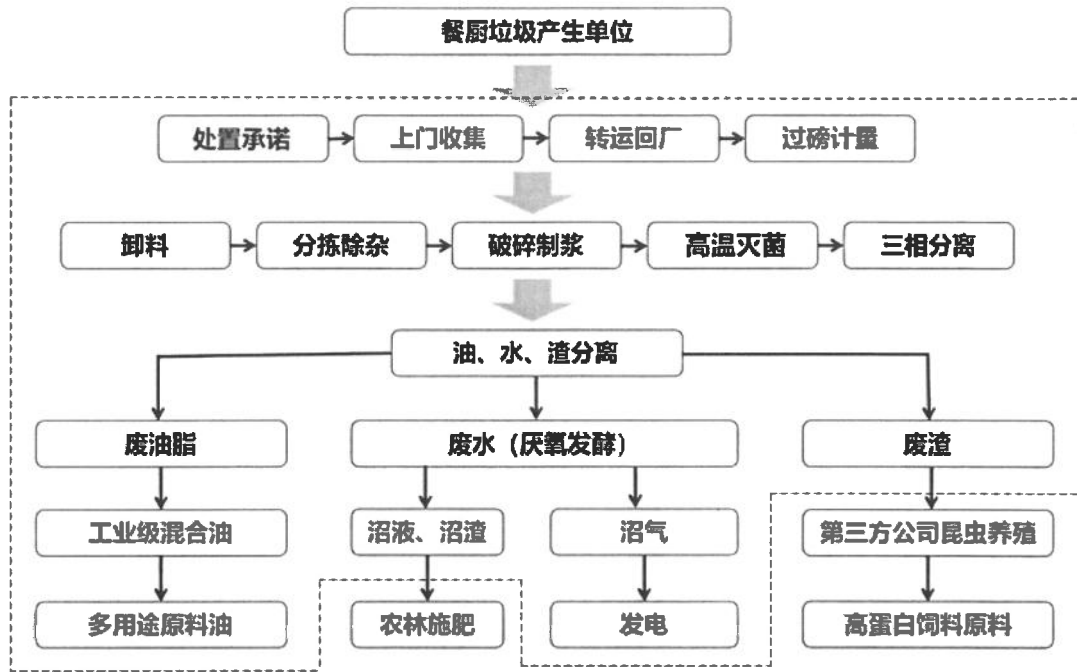 餐厨垃圾产生单位
处置承诺
上门收集
转运回厂
过磅计量
卸料
分拣除杂
破碎制浆
高温灭菌
三相分离
油、水、渣分离
废油脂
废水（厌氧发酵）
废渣
工业级混合油
沼液、沼渣
沼气
第三方公司昆虫养殖
多用途原料油
农林施肥
发电
高蛋白饲料原料